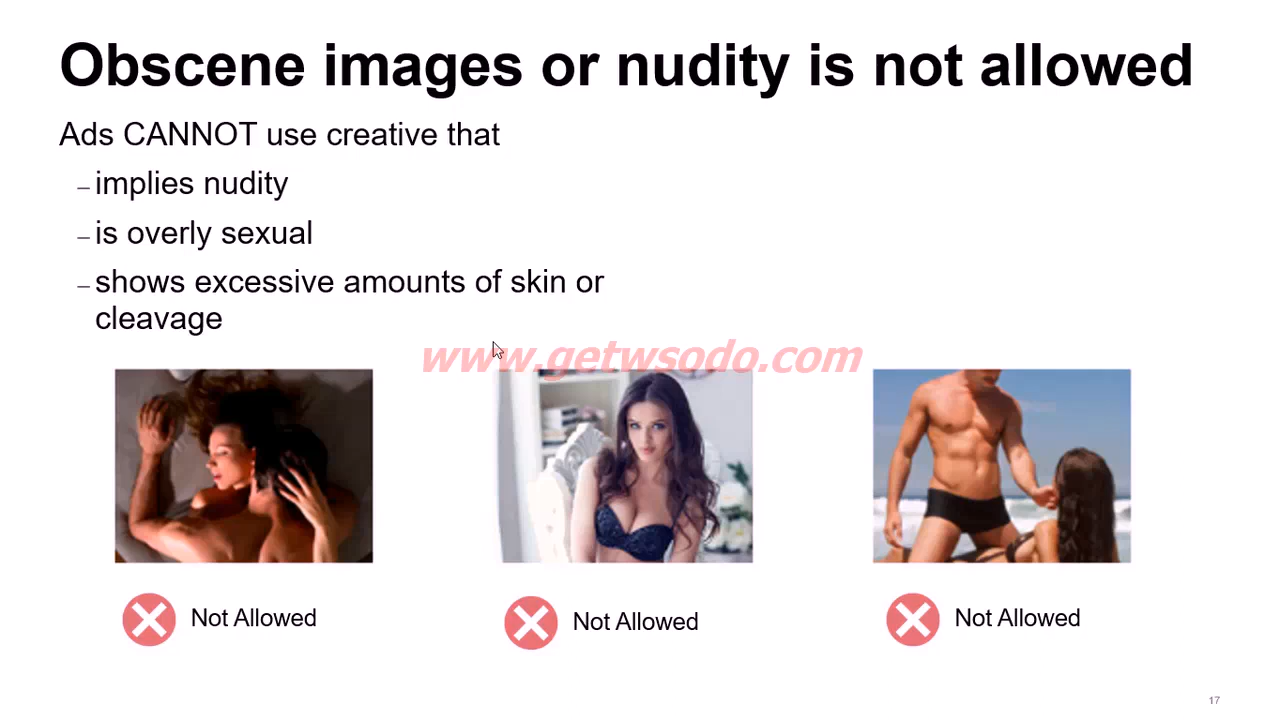 Obscene images or nudity is not allowed
Ads CANNOT use creative that
– implies nudity
– is overly sexual
– shows excessive amounts of skin or
cleavage
www.getwsodo.com
Not Allowed
Not Allowed
Not Allowed
17